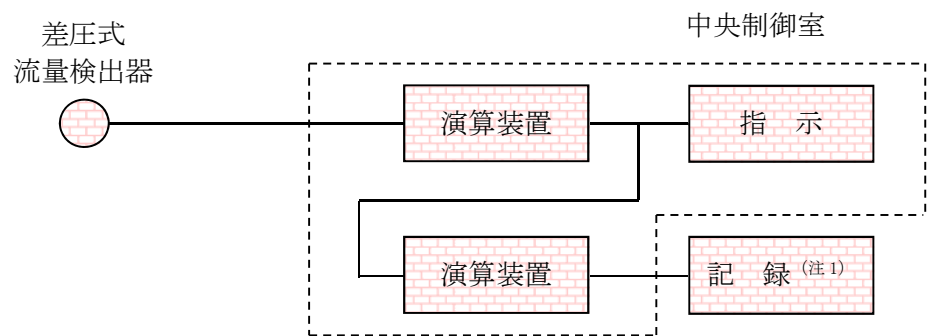 中央制御室
差圧式
流量検出器
演算装置
指 示
演算装置
記 録(注1)